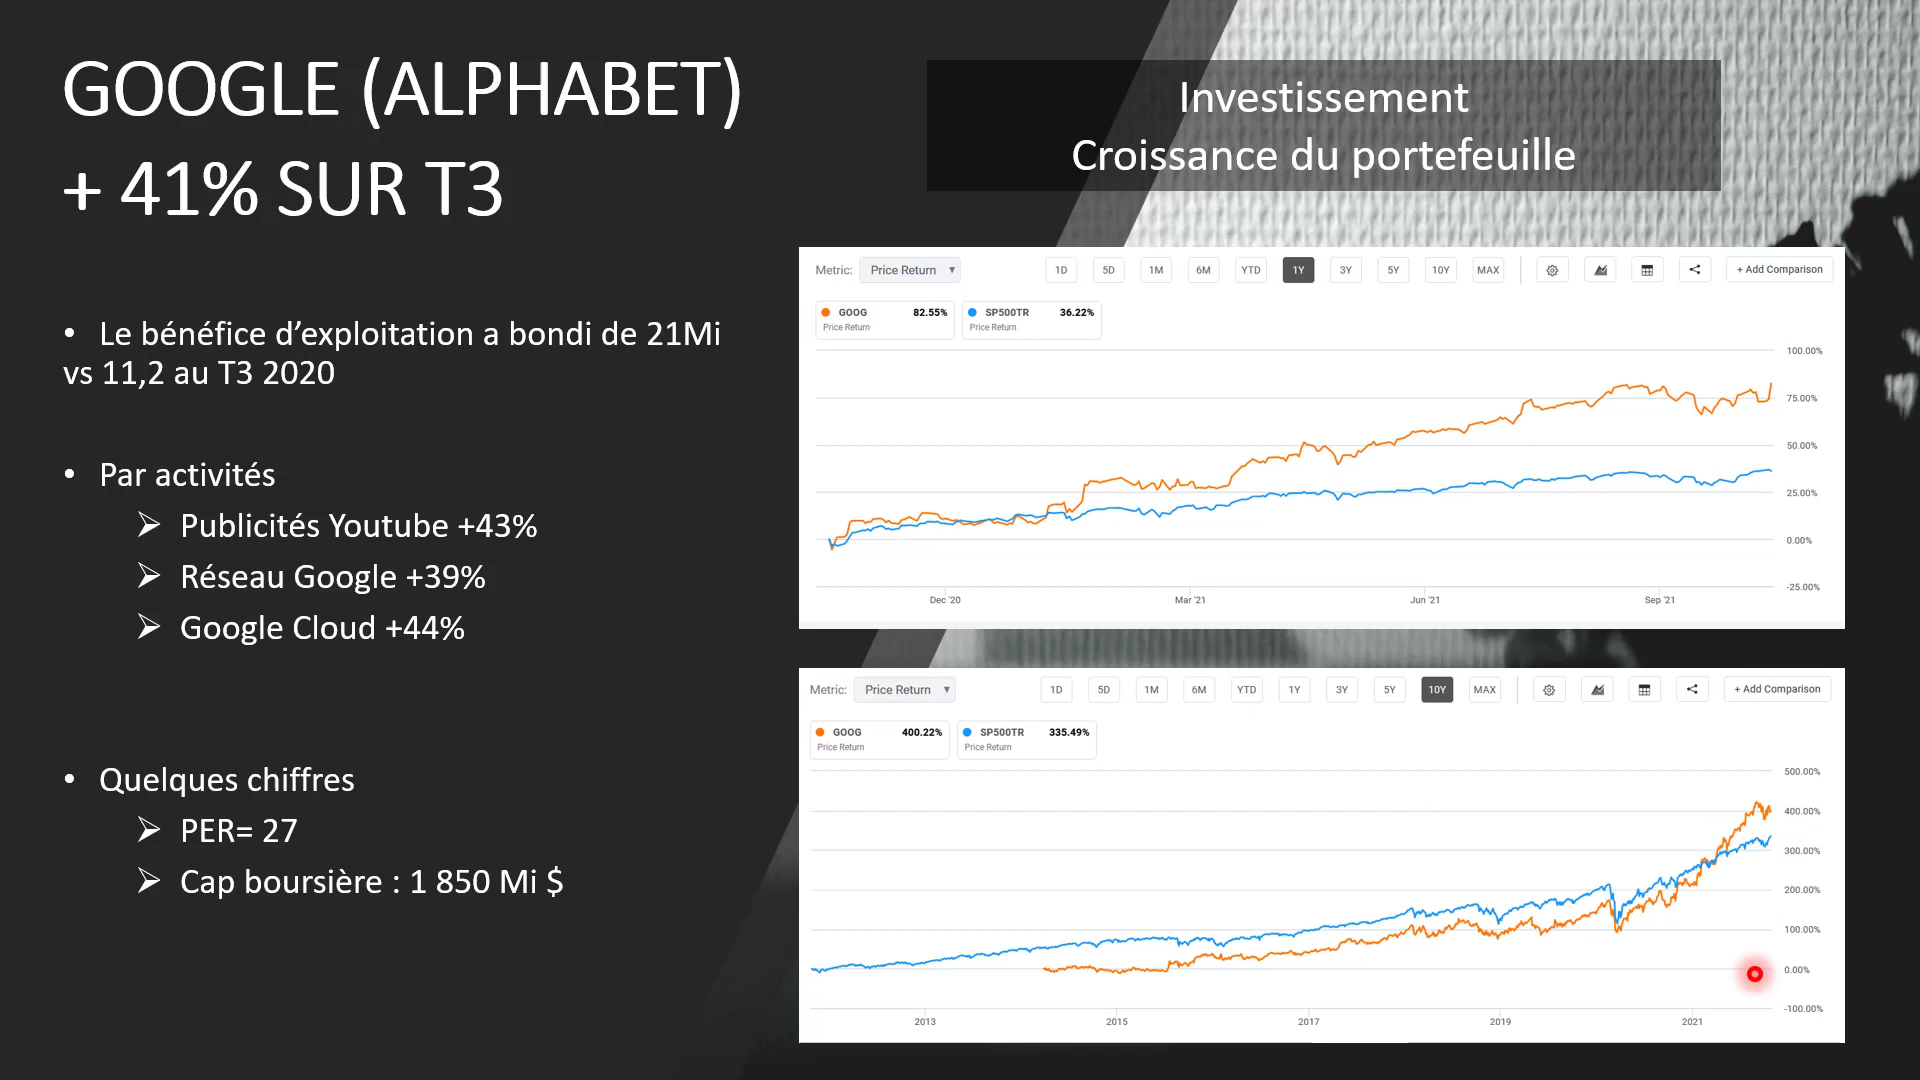 GOOGLE (ALPHABET)
+ 41% SUR T3
Investissement
Croissance du portefeuille
• Le bénéfice d’exploitation a bondi de 21Mi
vs 11,2 au T3 2020
• Par activités
➢ Publicités Youtube +43%
➢ Réseau Google +39%
➢ Google Cloud +44%
• Quelques chiffres
➢ PER= 27
➢ Cap boursière : 1 850 Mi $
Metric: Price Return ▼ 1D 5D 1M 6M YTD 1Y 3Y 5Y 10Y MAX + Add Comparison
GOOG 82.55% SP500TR 36.22%
Price Return Price Return
100.00%
75.00%
50.00%
25.00%
0.00%
-25.00%
Dec '20 Mar '21 Jun '21 Sep '21
Metric: Price Return ▼ 1D 5D 1M 6M YTD 1Y 3Y 5Y 10Y MAX + Add Comparison
GOOG 400.22% SP500TR 335.49%
Price Return Price Return
500.00%
400.00%
300.00%
200.00%
100.00%
0.00%
-100.00%
2013 2015 2017 2019 2021